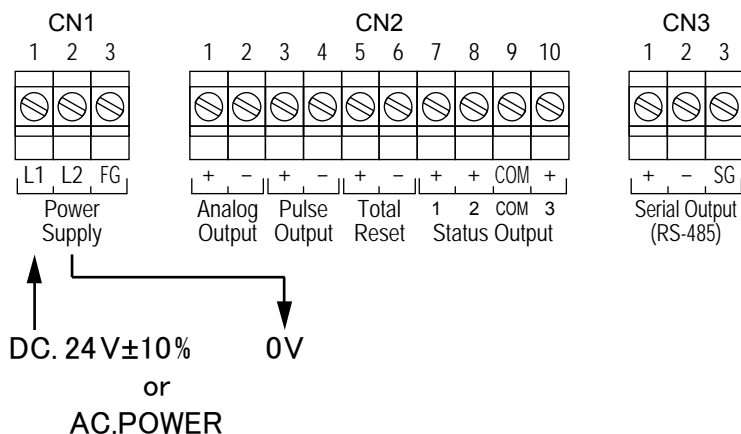 CN1 CN2 CN3
1 2 3 1 2 3 4 5 6 7 8 9 10 1 2 3
L1 L2 FG + − + − + − + + COM + + − SG
1 2 COM 3
Power Analog Pulse Total Status Output Serial Output
Supply Output Output Reset (RS-485)
DC. 24V±10% 0V
or
AC.POWER